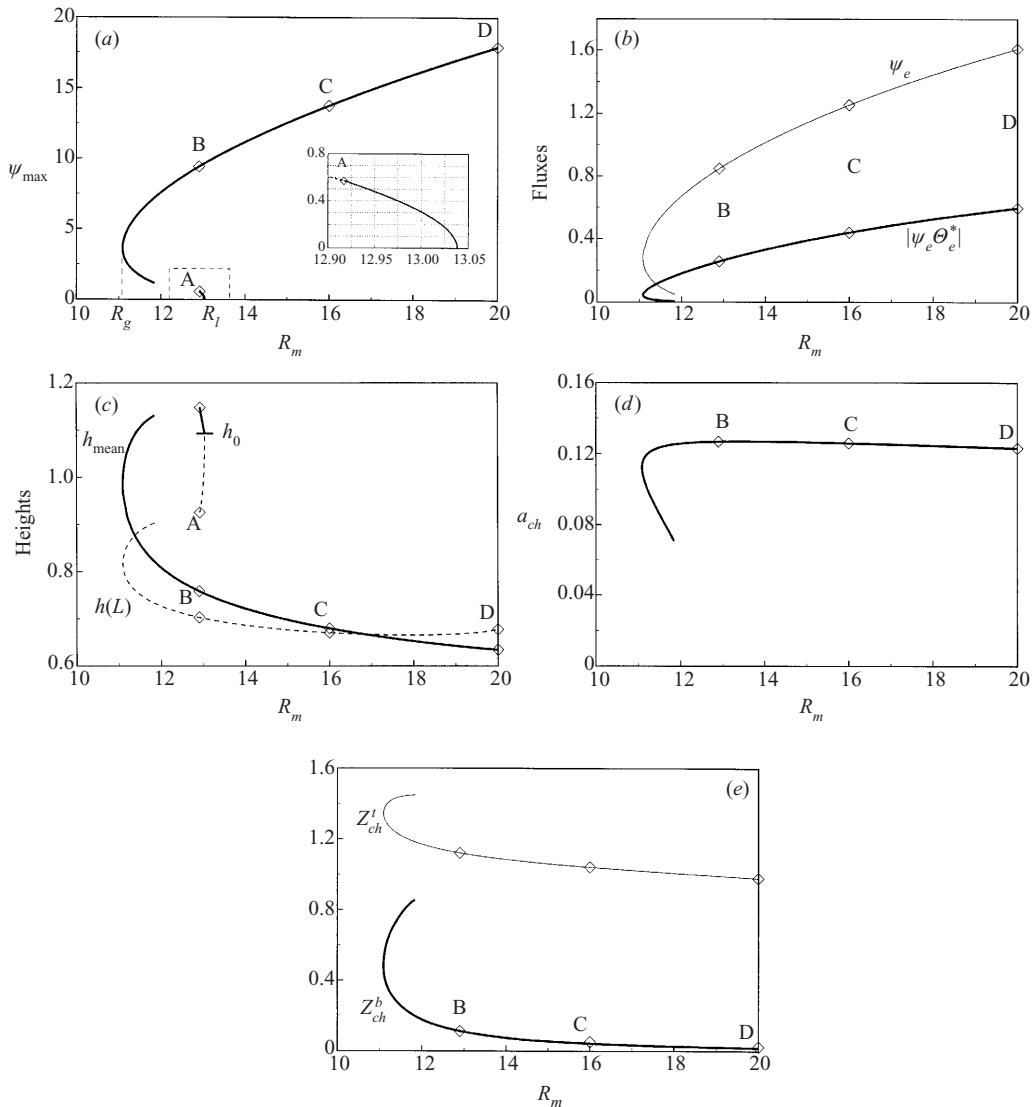 (a)
20
15
10
5
0
ψmax
A
B
C
D
0.8
0.4
0
A
12.90 12.95 13.00 13.05
10 12 14 16 18 20
Rg
Rl
Rm
(b)
1.6
1.2
0.8
0.4
0
Fluxes
ψe
|ψeΘe*|
B
C
D
10 12 14 16 18 20
Rm
(c)
1.2
1.0
0.8
0.6
Heights
hmean
h0
h(L)
A
B
C
D
10 12 14 16 18 20
Rm
(d)
0.16
0.12
0.08
0.04
0
ach
B
C
D
10 12 14 16 18 20
Rm
(e)
1.6
1.2
0.8
0.4
0
Z^t_ch
Z^b_ch
B
C
D
10 12 14 16 18 20
Rm